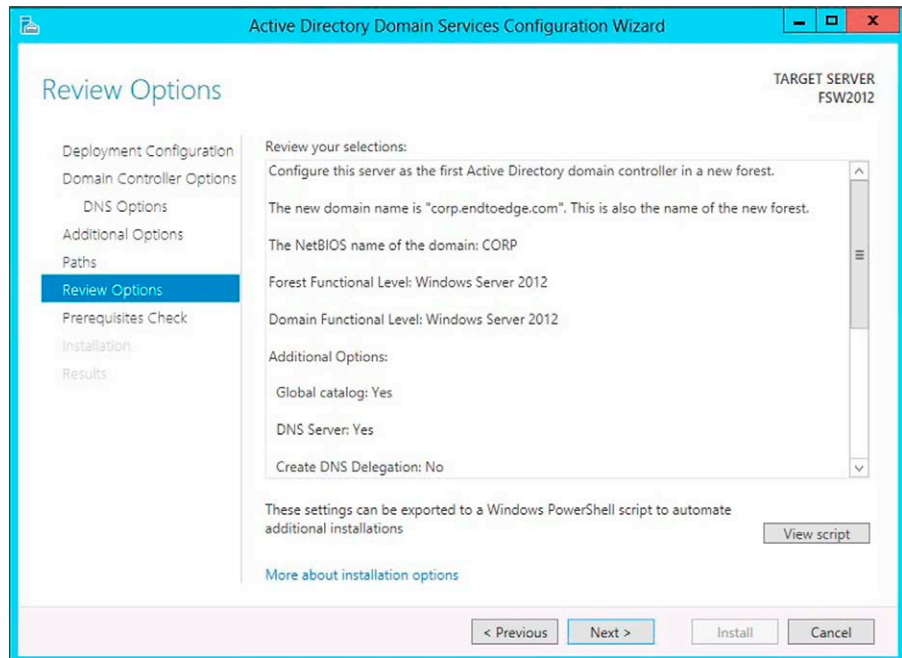 Active Directory Domain Services Configuration Wizard
Review Options
TARGET SERVER
FSW2012
Deployment Configuration
Domain Controller Options
DNS Options
Additional Options
Paths
Review Options
Prerequisites Check
Installation
Results
Review your selections:
Configure this server as the first Active Directory domain controller in a new forest.
The new domain name is "corp.endtoedge.com". This is also the name of the new forest.
The NetBIOS name of the domain: CORP
Forest Functional Level: Windows Server 2012
Domain Functional Level: Windows Server 2012
Additional Options:
Global catalog: Yes
DNS Server: Yes
Create DNS Delegation: No
These settings can be exported to a Windows PowerShell script to automate
additional installations
View script
More about installation options
< Previous
Next >
Install
Cancel